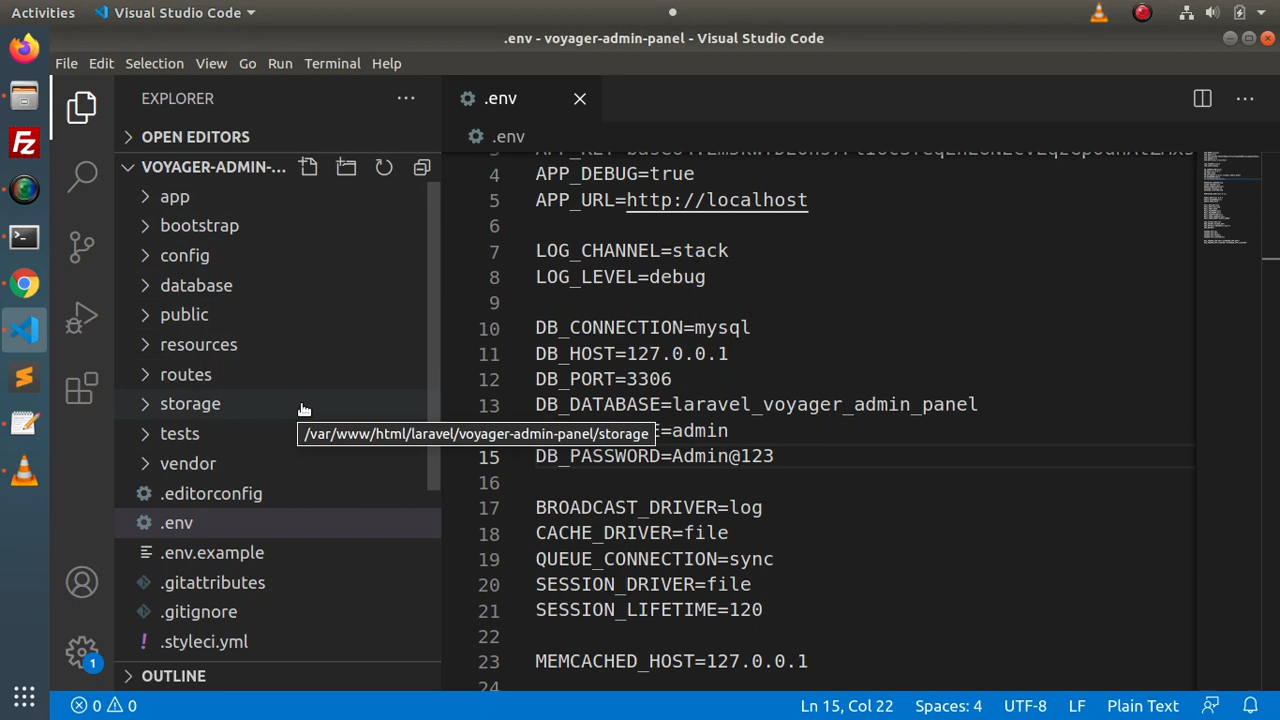 Activities
Visual Studio Code
.env - voyager-admin-panel - Visual Studio Code
File Edit Selection View Go Run Terminal Help
EXPLORER
OPEN EDITORS
VOYAGER-ADMIN-...
app
bootstrap
config
database
public
resources
routes
storage
tests
vendor
.editorconfig
.env
.env.example
.gitattributes
.gitignore
.styleci.yml
OUTLINE
/var/www/html/laravel/voyager-admin-panel/storage
.env
.env
4 APP_DEBUG=true
5 APP_URL=http://localhost
6
7 LOG_CHANNEL=stack
8 LOG_LEVEL=debug
9
10 DB_CONNECTION=mysql
11 DB_HOST=127.0.0.1
12 DB_PORT=3306
13 DB_DATABASE=laravel_voyager_admin_panel
=admin
15 DB_PASSWORD=Admin@123
16
17 BROADCAST_DRIVER=log
18 CACHE_DRIVER=file
19 QUEUE_CONNECTION=sync
20 SESSION_DRIVER=file
21 SESSION_LIFETIME=120
22
23 MEMCACHED_HOST=127.0.0.1
24
1
0 0
Ln 15, Col 22 Spaces: 4 UTF-8 LF Plain Text